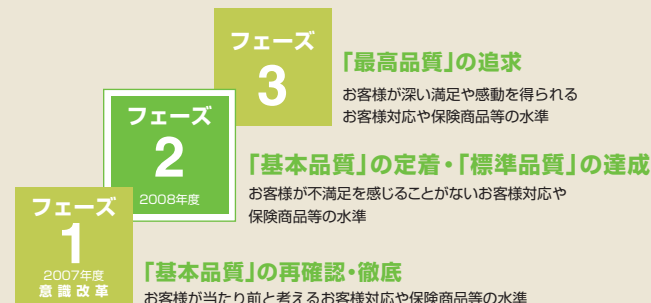 フェーズ
3
「最高品質」の追求
お客様が深い満足や感動を得られる
お客様対応や保険商品等の水準
フェーズ
2
2008年度
「基本品質」の定着・「標準品質」の達成
お客様が不満足を感じることがないお客様対応や
保険商品等の水準
フェーズ
1
2007年度
意識改革
「基本品質」の再確認・徹底
お客様が当たり前と考えるお客様対応や保険商品等の水準